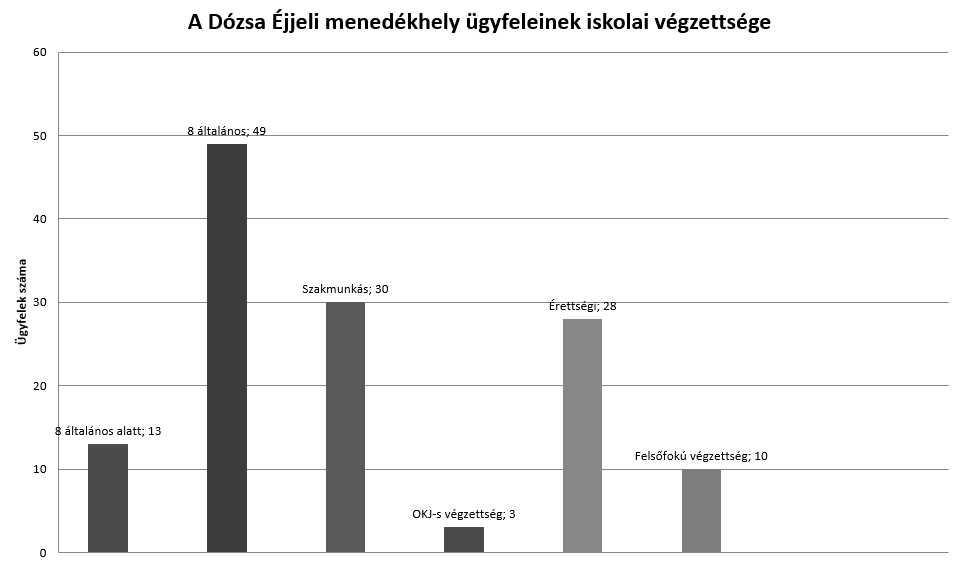 A Dózsa Éjjeli menedékhely ügyfeleinek iskolai végzettsége
60
50
40
30
20
10
0
Ügyfelek száma
8 általános alatt; 13
8 általános; 49
Szakmunkás; 30
OKJ-s végzettség; 3
Érettségi; 28
Felsőfokú végzettség; 10